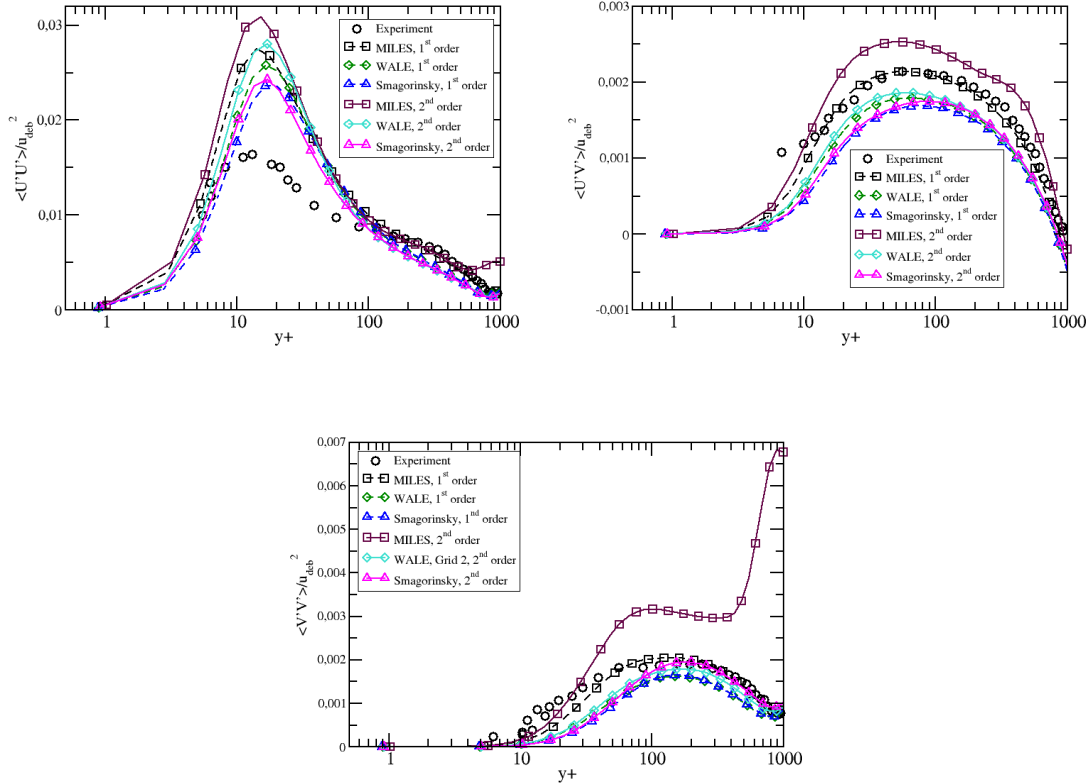 0,03
0,02
0,01
0
<U'U'>/u_deb^2
1 10 100 1000
y+
Experiment
MILES, 1st order
WALE, 1st order
Smagorinsky, 1st order
MILES, 2nd order
WALE, 2nd order
Smagorinsky, 2nd order
0,003
0,002
0,001
0
-0,001
<U'V'>/u_deb^2
1 10 100 1000
y+
Experiment
MILES, 1st order
WALE, 1st order
Smagorinsky, 1st order
MILES, 2nd order
WALE, 2nd order
Smagorinsky, 2nd order
0,007
0,006
0,005
0,004
0,003
0,002
0,001
0
<V'V'>/u_deb^2
1 10 100 1000
y+
Experiment
MILES, 1st order
WALE, 1st order
Smagorinsky, 1nd order
MILES, 2nd order
WALE, Grid 2, 2nd order
Smagorinsky, 2nd order